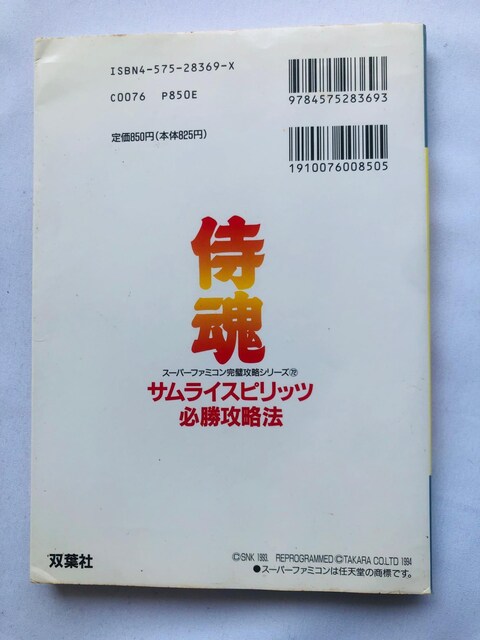 ISBN4-575-28369-X
C0076 P850E
定価850円(本体825円)
9784575283693
1910076008505
侍
魂
スーパーファミコン完璧攻略シリーズ72
サムライスピリッツ
必勝攻略法
双葉社
©SNK 1993. REPROGRAMMED ©TAKARA CO.LTD 1994
●スーパーファミコンは任天堂の商標です。